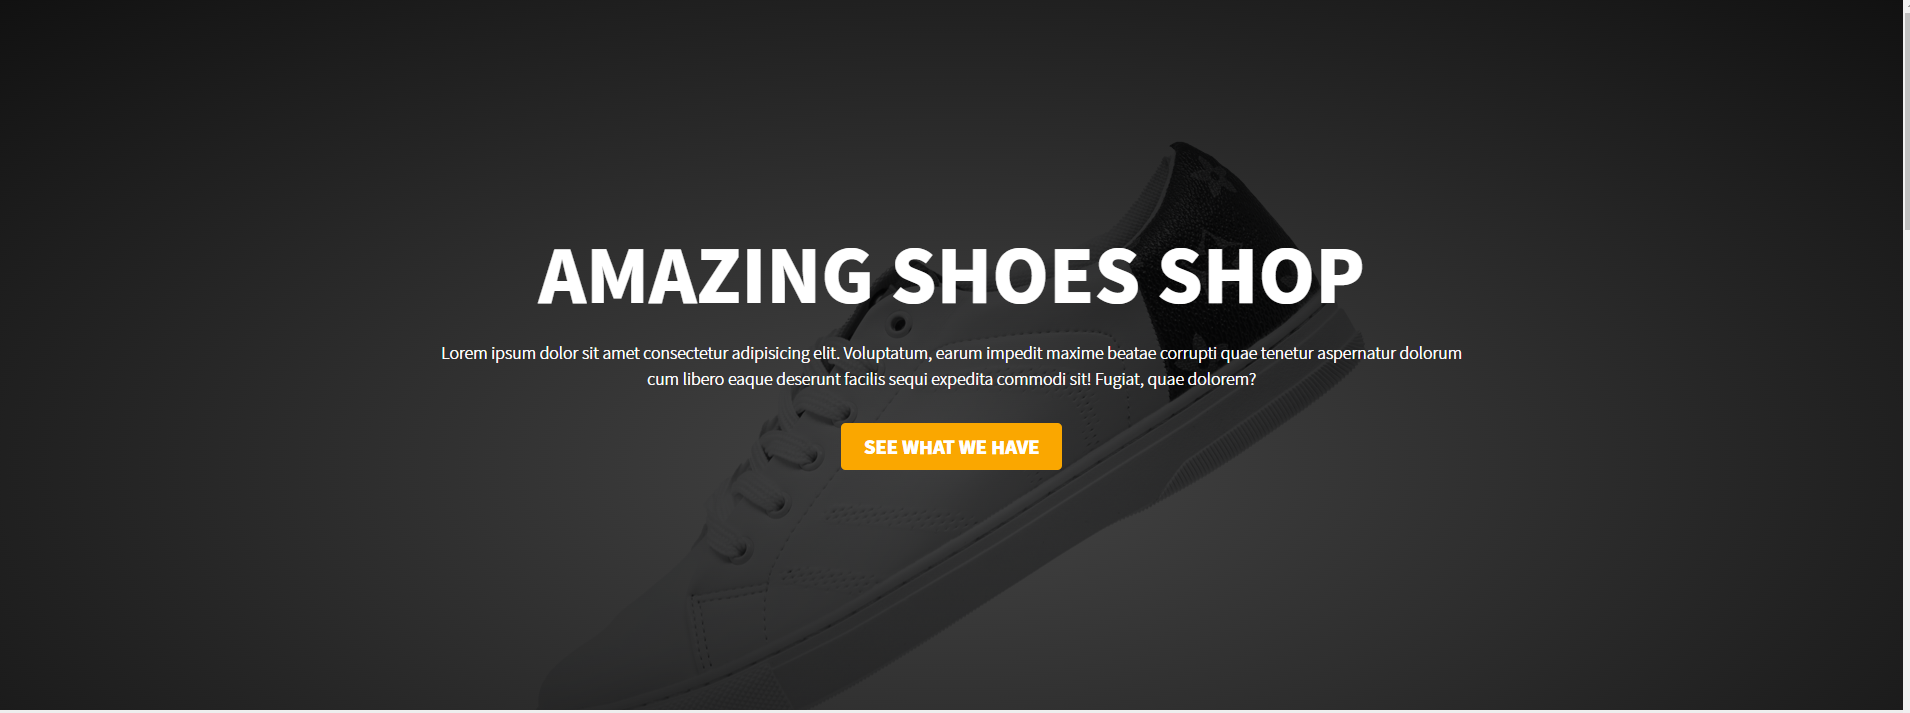 AMAZING SHOES SHOP
Lorem ipsum dolor sit amet consectetur adipisicing elit. Voluptatum, earum impedit maxime beatae corrupti quae tenetur aspernatur dolorum
cum libero eaque deserunt facilis sequi expedita commodi sit! Fugiat, quae dolorem?
SEE WHAT WE HAVE